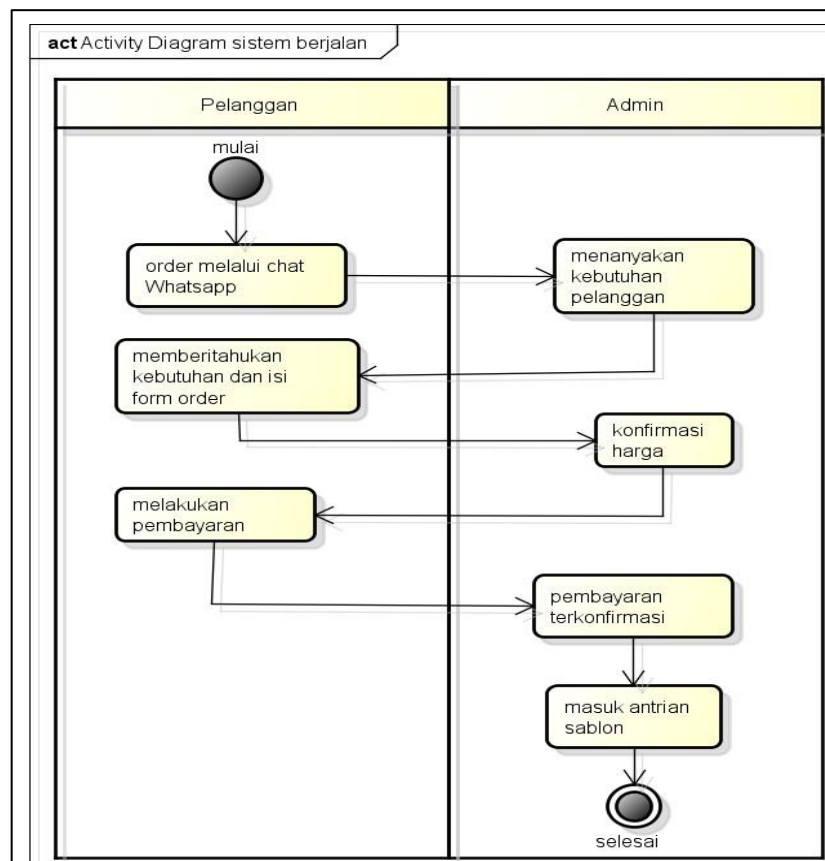 act Activity Diagram sistem berjalan
Pelanggan
Admin
mulai
order melalui chat
Whatsapp
menanyakan
kebutuhan
pelanggan
memberitahukan
kebutuhan dan isi
form order
konfirmasi
harga
melakukan
pembayaran
pembayaran
terkonfirmasi
masuk antrian
sablon
selesai